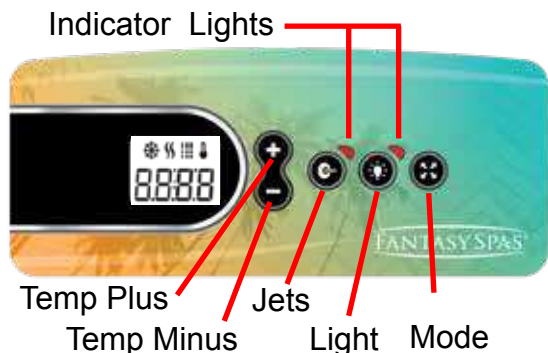 Indicator Lights
8.8.8.8
FANTASY SPAS
Temp Plus
Jets
Temp Minus
Light
Mode